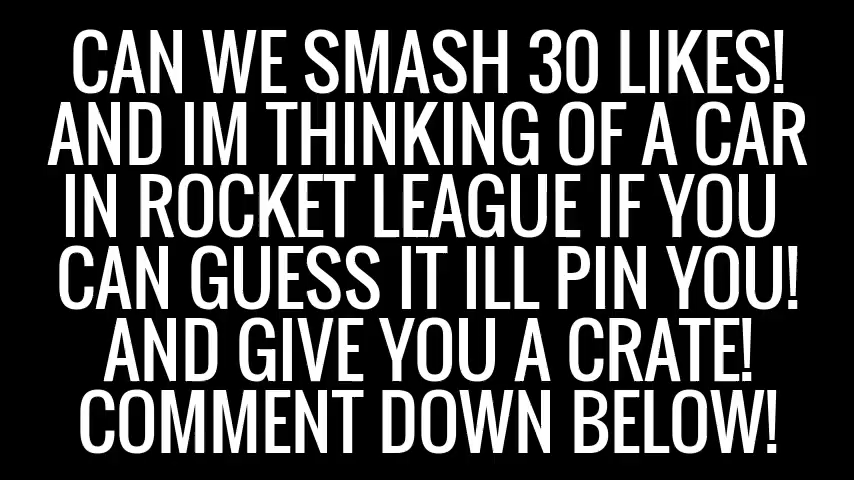 CAN WE SMASH 30 LIKES!
AND IM THINKING OF A CAR
IN ROCKET LEAGUE IF YOU
CAN GUESS IT ILL PIN YOU!
AND GIVE YOU A CRATE!
COMMENT DOWN BELOW!